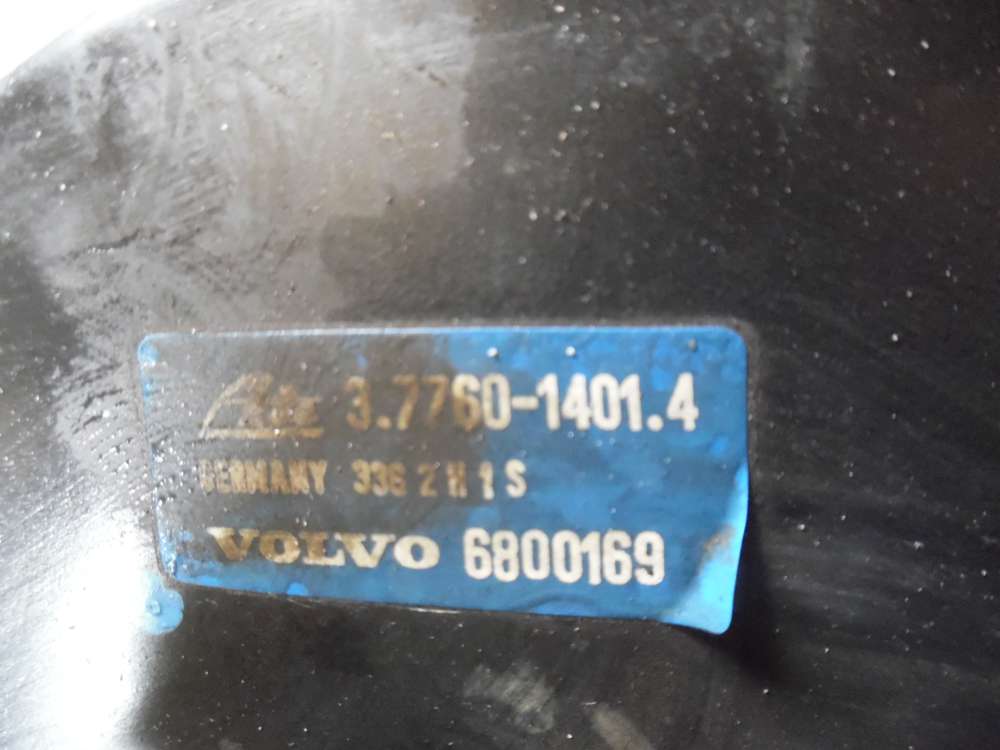 Ate 3.7760-1401.4
GERMANY 336 2 H 1 S
VOLVO 6800169